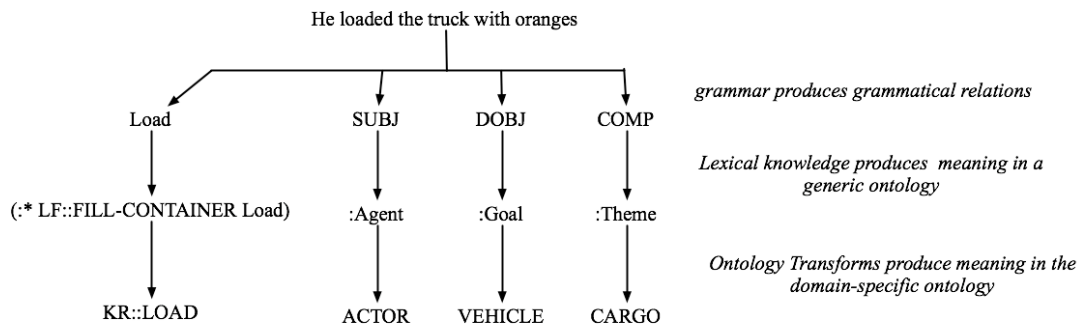 He loaded the truck with oranges
grammar produces grammatical relations
Load SUBJ DOBJ COMP
Lexical knowledge produces meaning in a
generic ontology
(:* LF::FILL-CONTAINER Load) :Agent :Goal :Theme
Ontology Transforms produce meaning in the
domain-specific ontology
KR::LOAD ACTOR VEHICLE CARGO